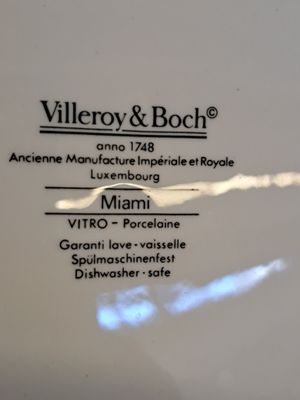 Villeroy & Boch©
anno 1748
Ancienne Manufacture Impériale et Royale
Luxembourg
Miami
VITRO - Porcelaine
Garanti lave-vaisselle
Spülmaschinenfest
Dishwasher-safe